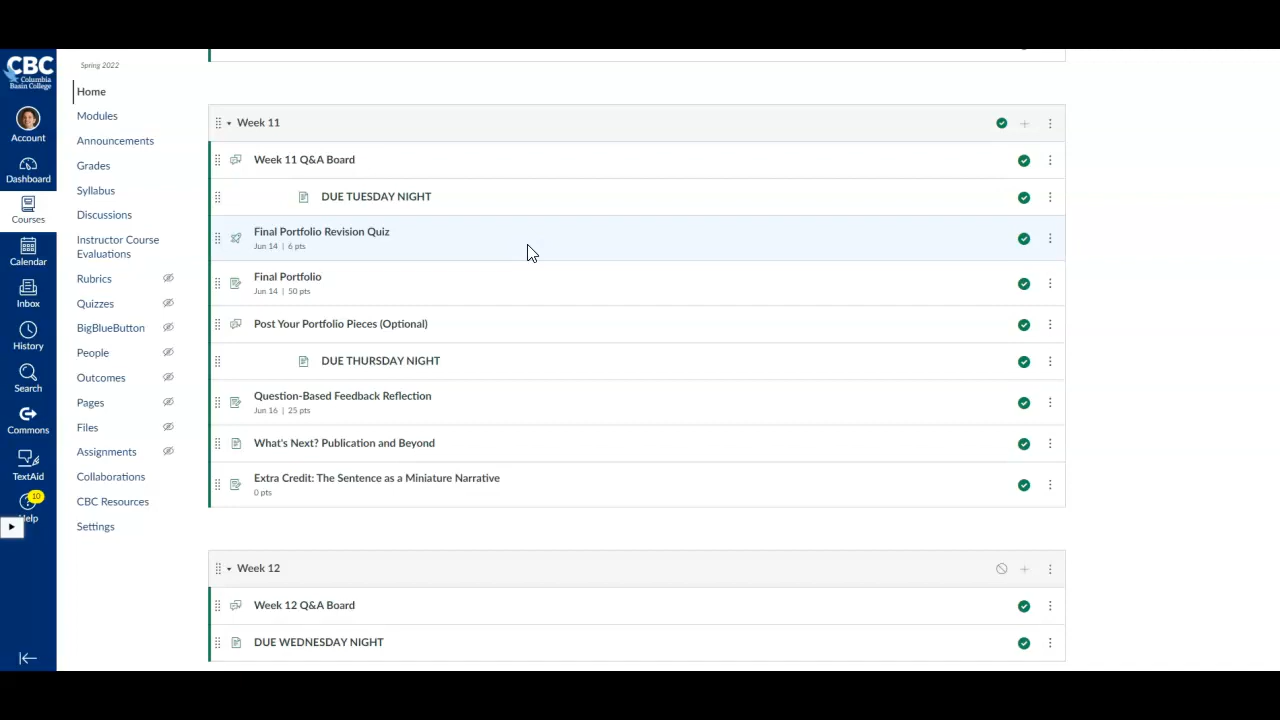 CBC
Columbia
Basin College
Account
Dashboard
Courses
Calendar
Inbox
History
Search
Commons
TextAid
10
Help
Spring 2022
Home
Modules
Announcements
Grades
Syllabus
Discussions
Instructor Course
Evaluations
Rubrics
Quizzes
BigBlueButton
People
Outcomes
Pages
Files
Assignments
Collaborations
CBC Resources
Settings
Week 11
Week 11 Q&A Board
DUE TUESDAY NIGHT
Final Portfolio Revision Quiz
Jun 14 | 6 pts
Final Portfolio
Jun 14 | 50 pts
Post Your Portfolio Pieces (Optional)
DUE THURSDAY NIGHT
Question-Based Feedback Reflection
Jun 16 | 25 pts
What's Next? Publication and Beyond
Extra Credit: The Sentence as a Miniature Narrative
0 pts
Week 12
Week 12 Q&A Board
DUE WEDNESDAY NIGHT